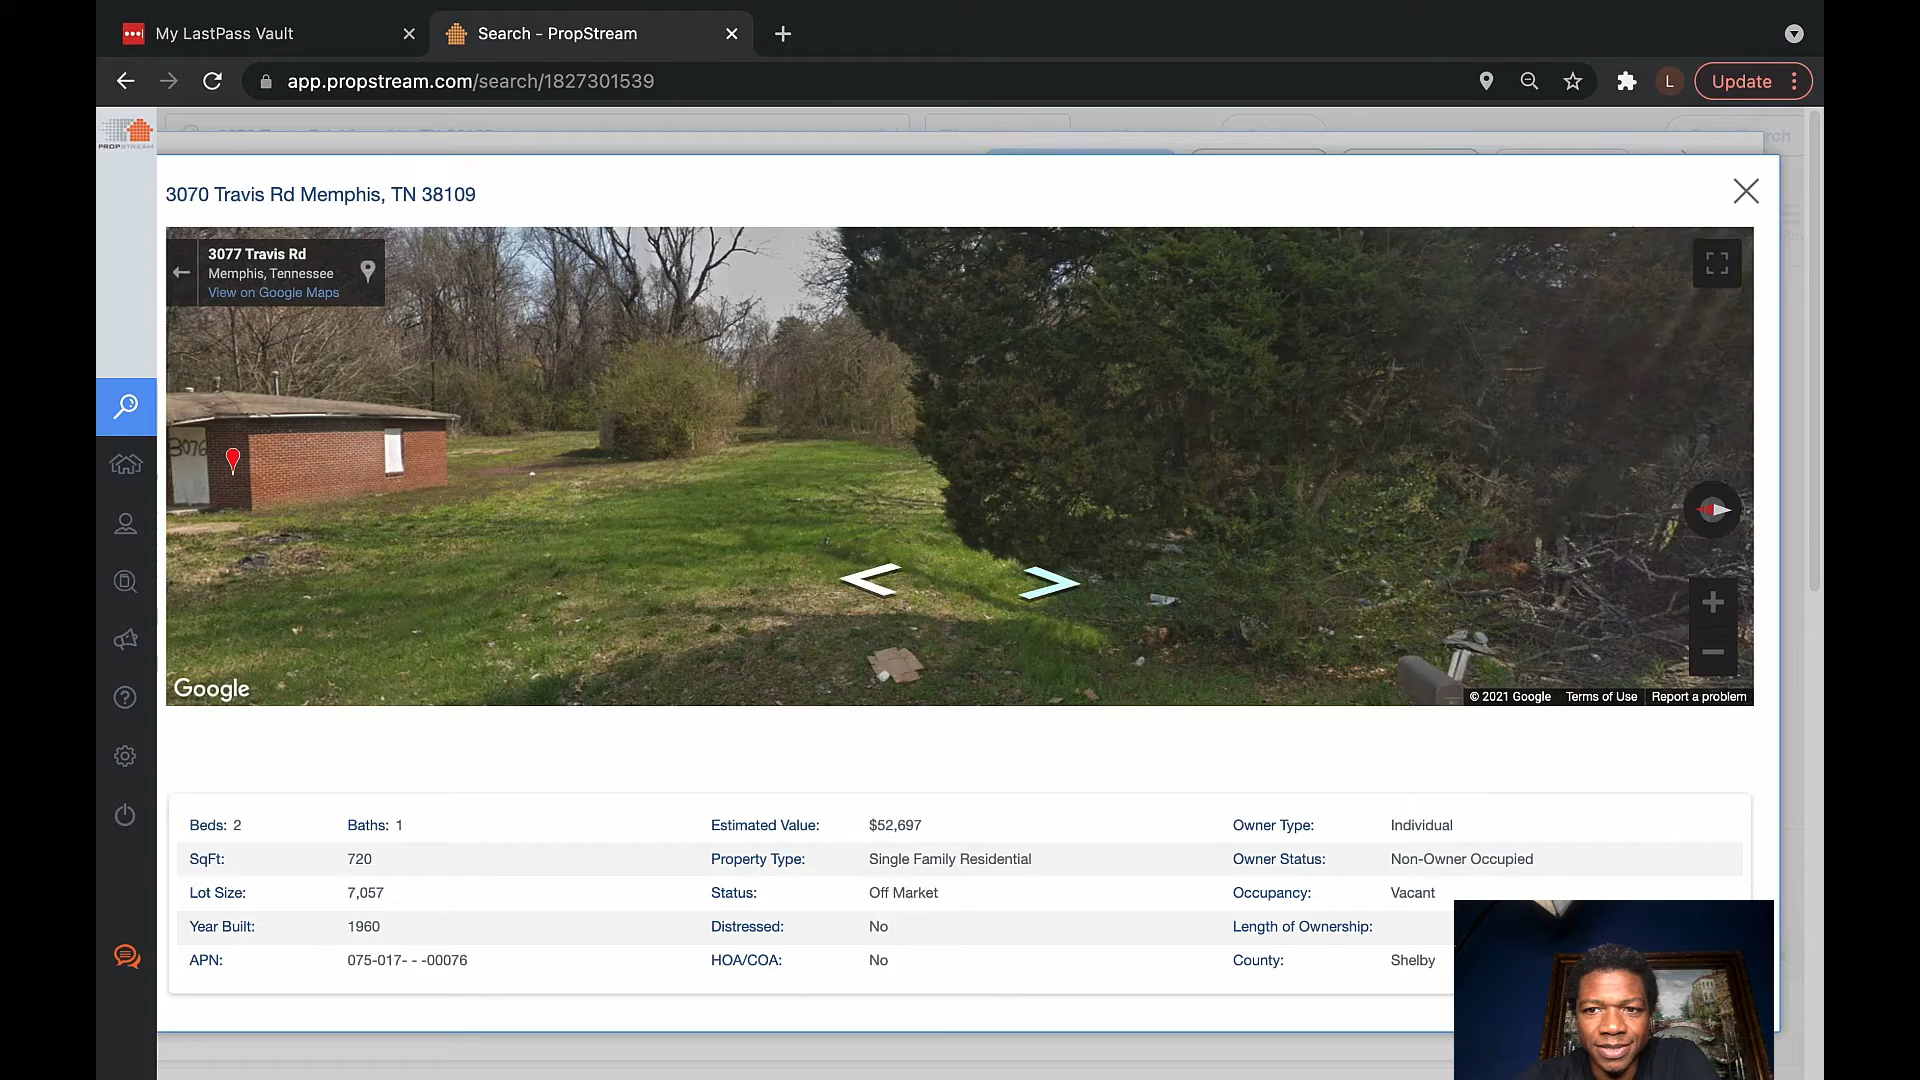 My LastPass Vault
Search - PropStream
app.propstream.com/search/1827301539
L
Update
PROPSTREAM
3070 Travis Rd Memphis, TN 38109
3077 Travis Rd
Memphis, Tennessee
View on Google Maps
3076
Google
© 2021 Google Terms of Use Report a problem
Beds: 2 Baths: 1 Estimated Value: $52,697 Owner Type: Individual
SqFt: 720 Property Type: Single Family Residential Owner Status: Non-Owner Occupied
Lot Size: 7,057 Status: Off Market Occupancy: Vacant
Year Built: 1960 Distressed: No Length of Ownership:
APN: 075-017- - -00076 HOA/COA: No County: Shelby